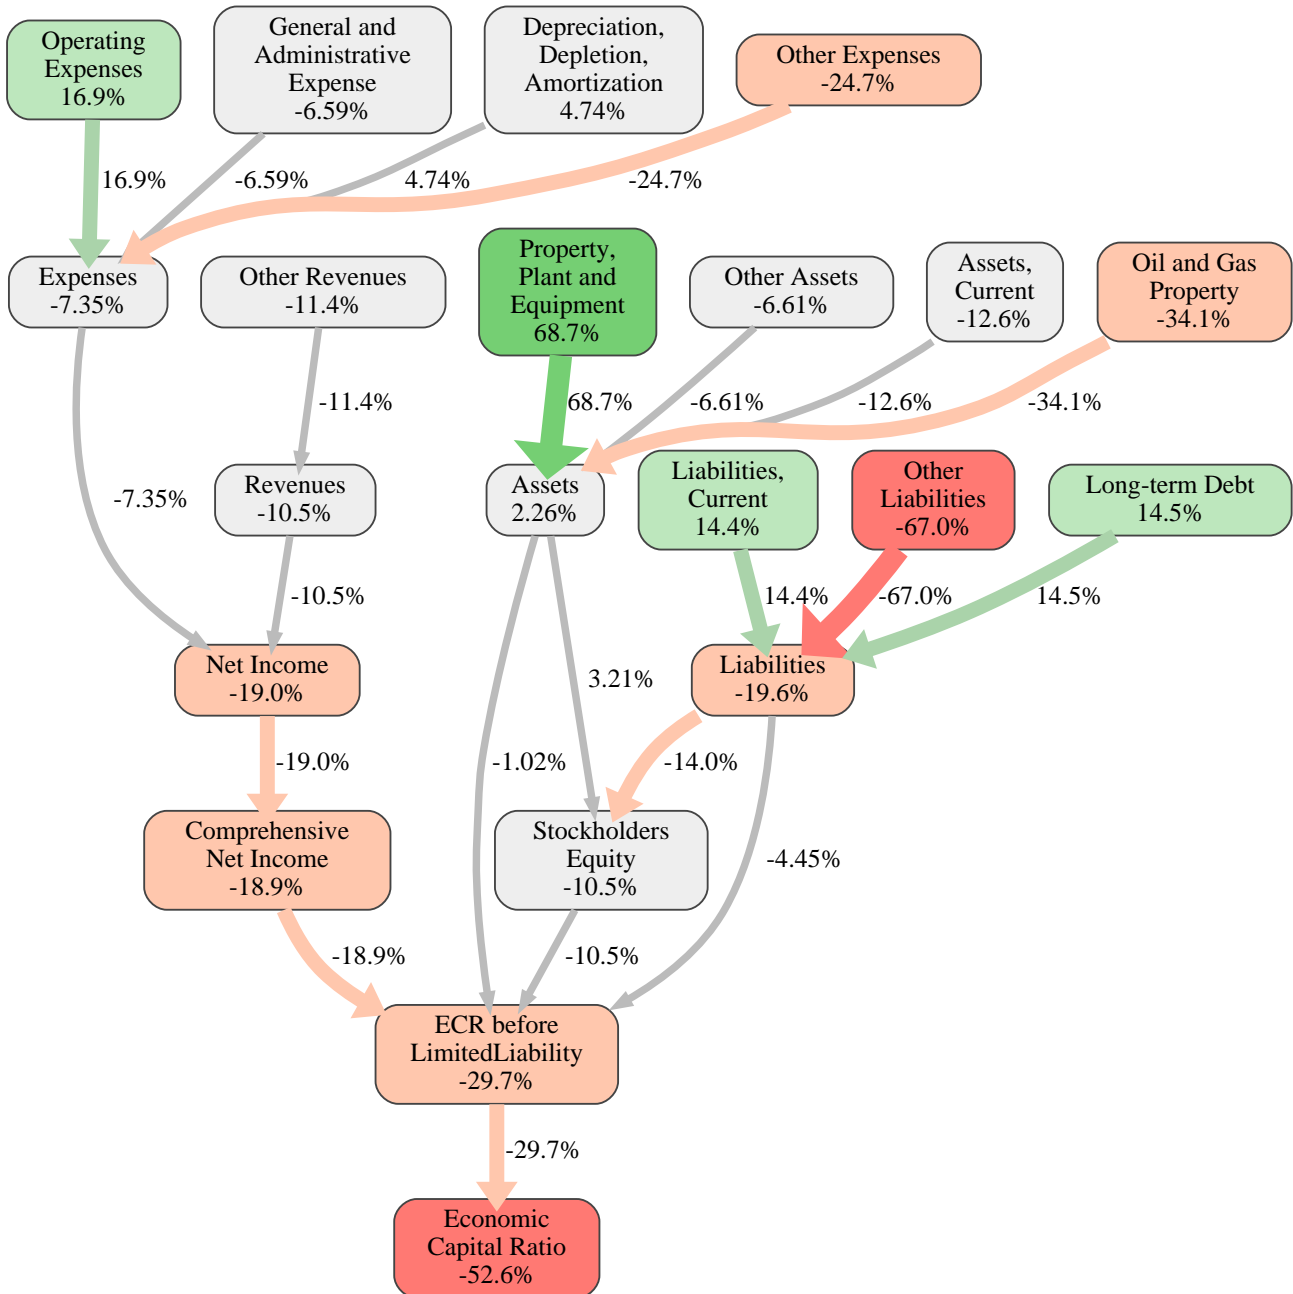 Operating
Expenses
16.9%
General and
Administrative
Expense
-6.59%
Depreciation,
Depletion,
Amortization
4.74%
Other Expenses
-24.7%
16.9%
-6.59%
4.74%
-24.7%
Expenses
-7.35%
Other Revenues
-11.4%
Property,
Plant and
Equipment
68.7%
Other Assets
-6.61%
Assets,
Current
-12.6%
Oil and Gas
Property
-34.1%
-11.4%
68.7%
-6.61%
-12.6%
-34.1%
-7.35%
Revenues
-10.5%
Assets
2.26%
Liabilities,
Current
14.4%
Other
Liabilities
-67.0%
Long-term Debt
14.5%
-10.5%
14.4%
-67.0%
14.5%
Net Income
-19.0%
3.21%
Liabilities
-19.6%
-19.0%
-1.02%
-14.0%
Comprehensive
Net Income
-18.9%
Stockholders
Equity
-10.5%
-4.45%
-18.9%
-10.5%
ECR before
LimitedLiability
-29.7%
-29.7%
Economic
Capital Ratio
-52.6%